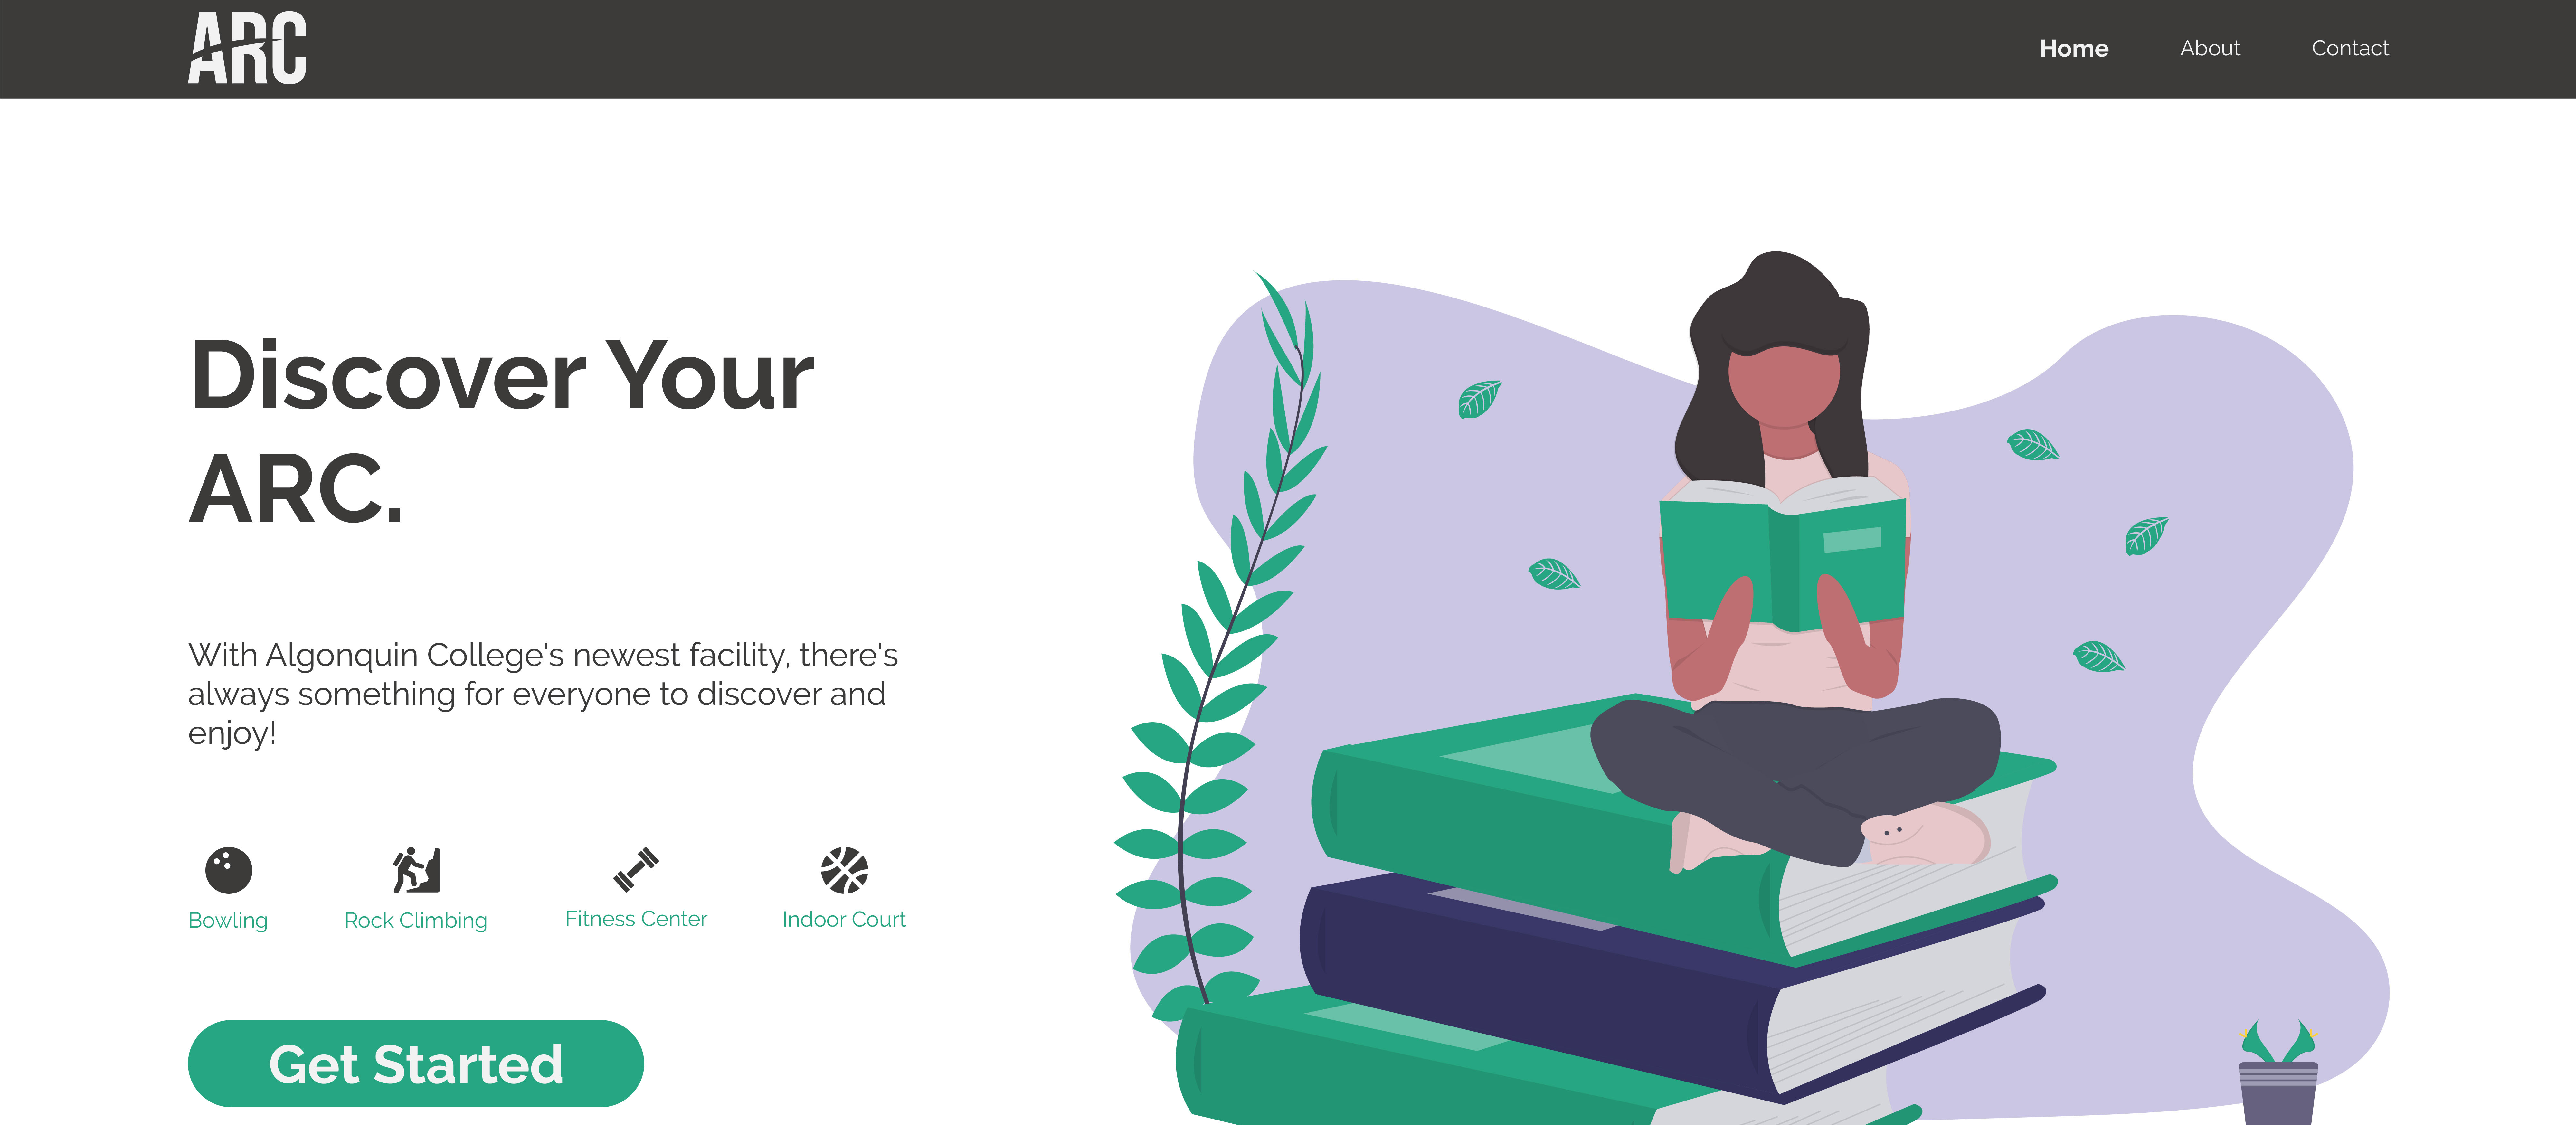 ARC
Home About Contact
Discover Your
ARC.
With Algonquin College's newest facility, there's
always something for everyone to discover and
enjoy!
Bowling Rock Climbing Fitness Center Indoor Court
Get Started